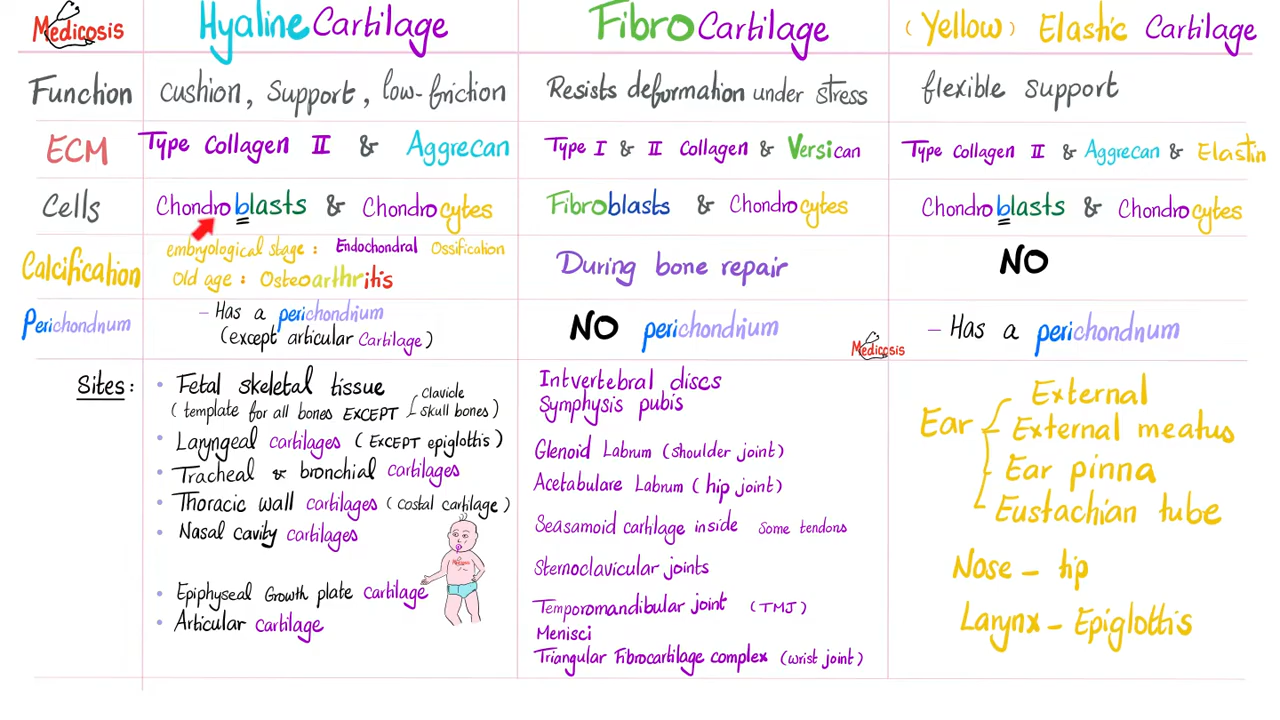 Medicosis
Hyaline Cartilage
FibroCartilage
(Yellow) Elastic Cartilage
Function
cushion, Support, low-friction
Resists deformation under stress
flexible support
ECM
Type Collagen II & Aggrecan
Type I & II Collagen & Versican
Type Collagen II & Aggrecan & Elastin
Cells
Chondroblasts & Chondrocytes
Fibroblasts & Chondrocytes
Chondroblasts & Chondrocytes
Calcification
embryological stage : Endochondral Ossification
Old age : Osteoarthritis
During bone repair
NO
Perichondrium
- Has a perichondrium
(except articular Cartilage)
NO perichondrium
- Has a perichondrium
Medicosis
Sites:
• Fetal skeletal tissue
(template for all bones EXCEPT
Clavicle
skull bones)
• Laryngeal cartilages (EXCEPT epiglottis)
• Tracheal & bronchial cartilages
• Thoracic wall cartilages (costal cartilage)
• Nasal cavity cartilages
Medicosis
• Epiphyseal Growth plate cartilage
• Articular cartilage
Intvertebral discs
Symphysis pubis
Glenoid Labrum (shoulder joint)
Acetabulare Labrum (hip joint)
Seasamoid cartilage inside some tendons
Sternoclavicular joints
Temporomandibular joint (TMJ)
Menisci
Triangular Fibrocartilage complex (wrist joint)
Ear
External
External meatus
Ear pinna
Eustachian tube
Nose - tip
Larynx - Epiglottis